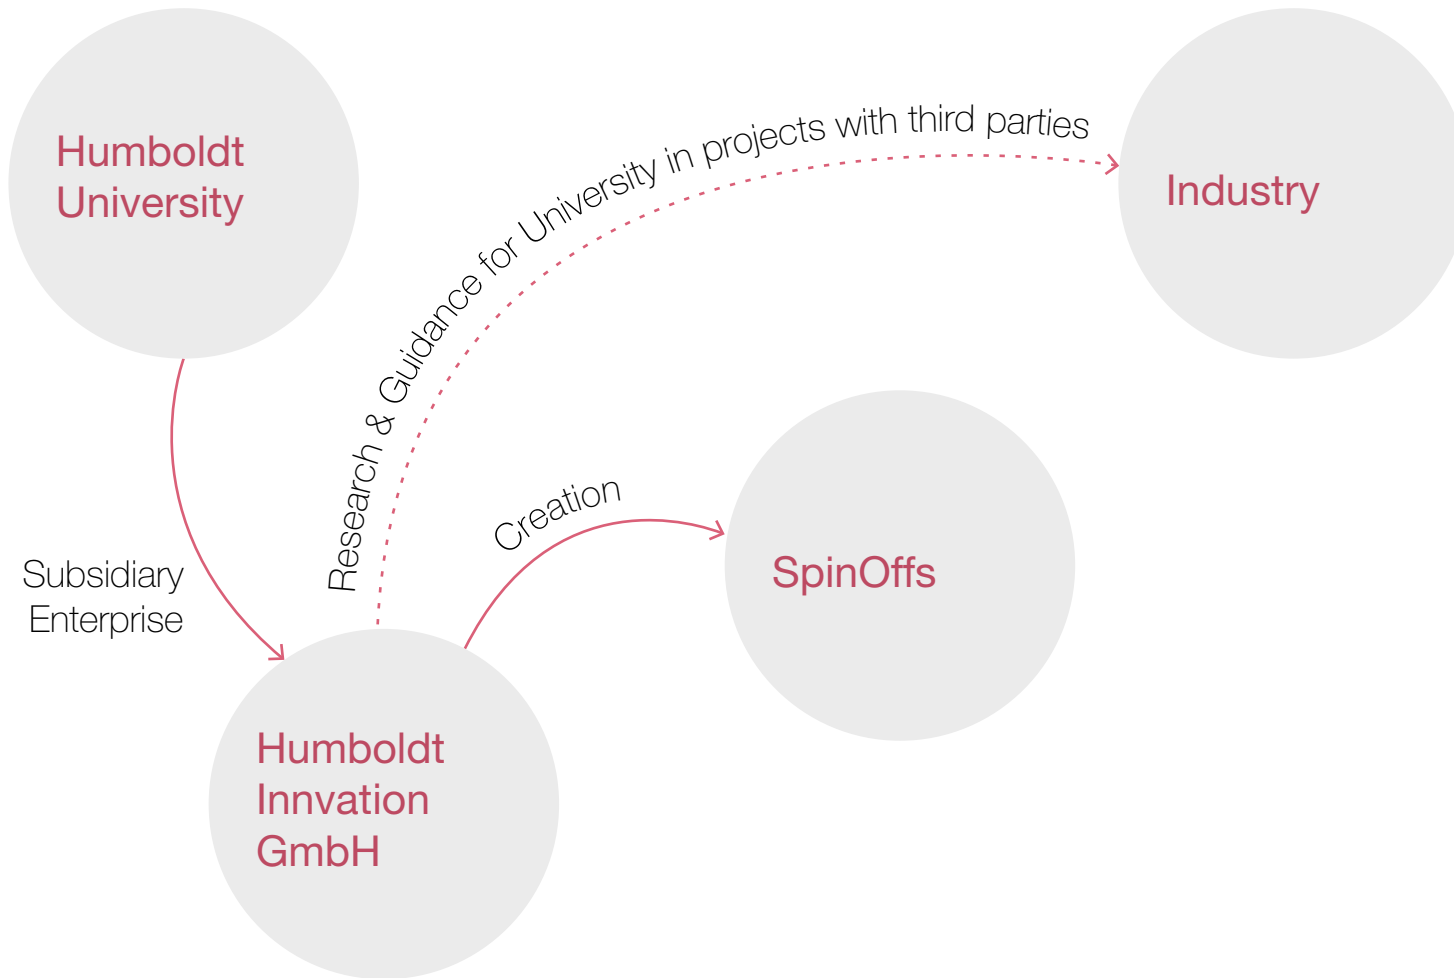 Humboldt
University
Research & Guidance for University in projects with third parties
Industry
Creation
Subsidiary
Enterprise
SpinOffs
Humboldt
Innvation
GmbH